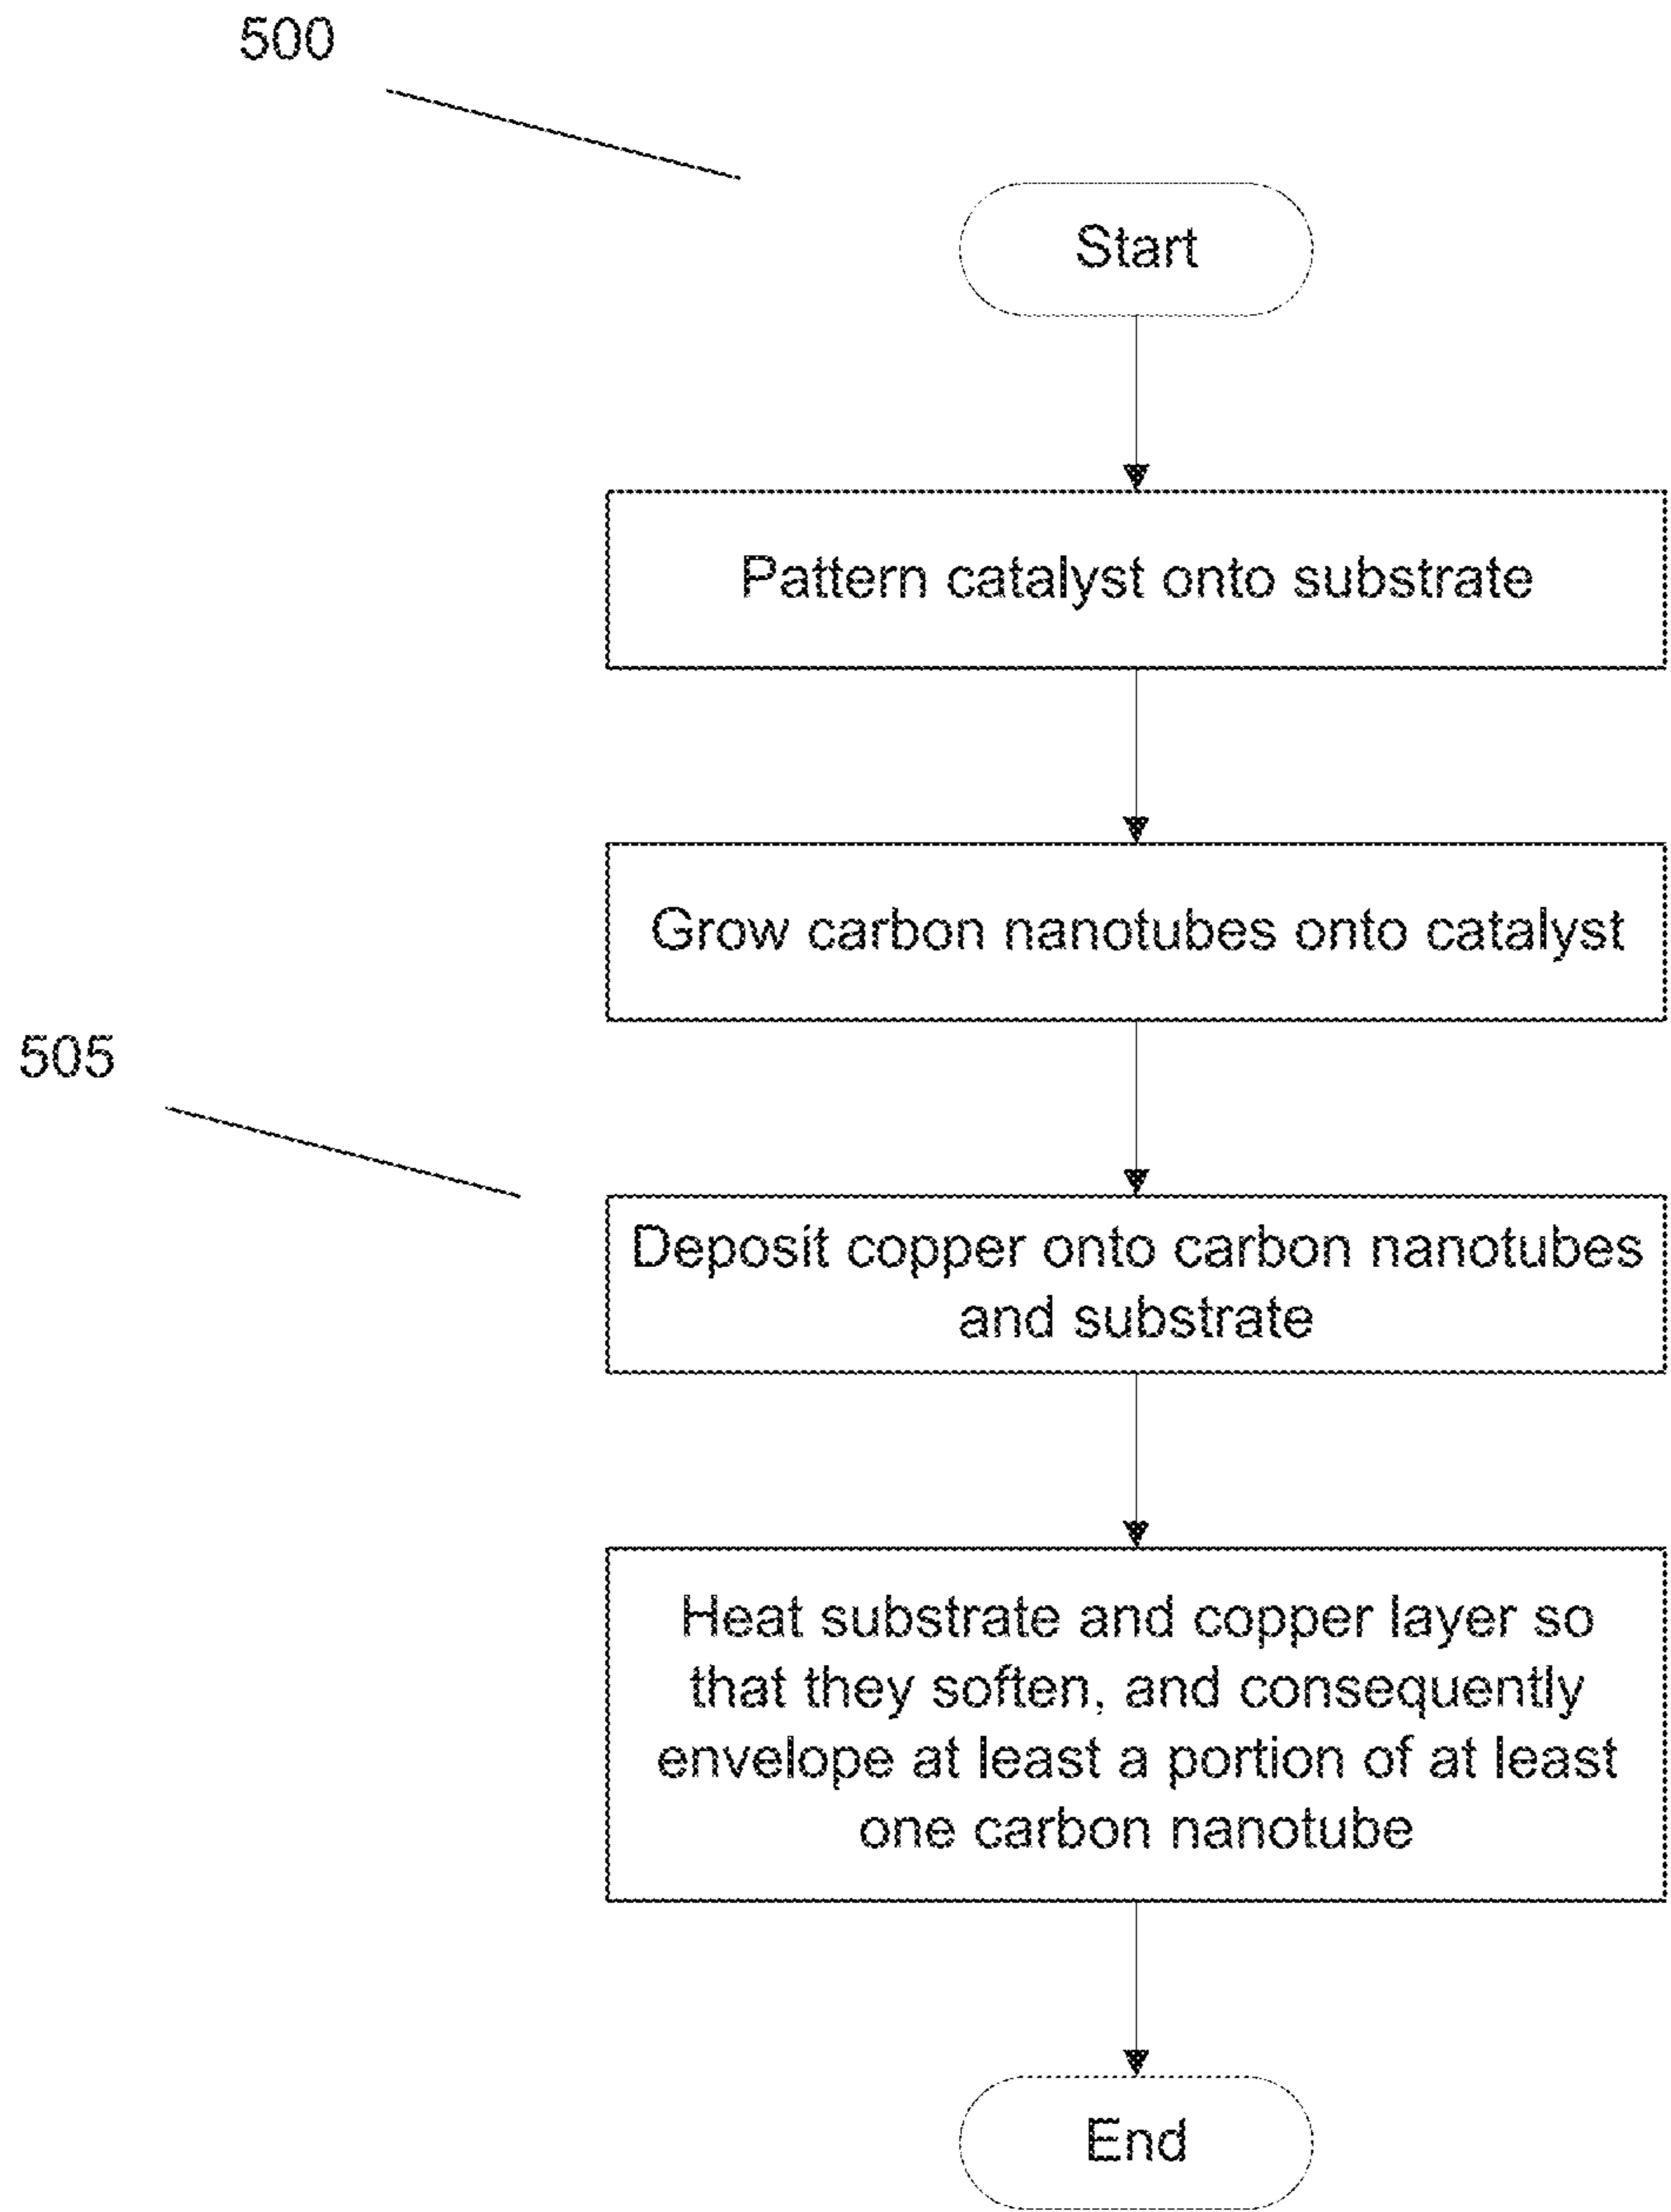 500
Start
Pattern catalyst onto substrate
Grow carbon nanotubes onto catalyst
505
Deposit copper onto carbon nanotubes
and substrate
Heat substrate and copper layer so
that they soften, and consequently
envelope at least a portion of at least
one carbon nanotube
End